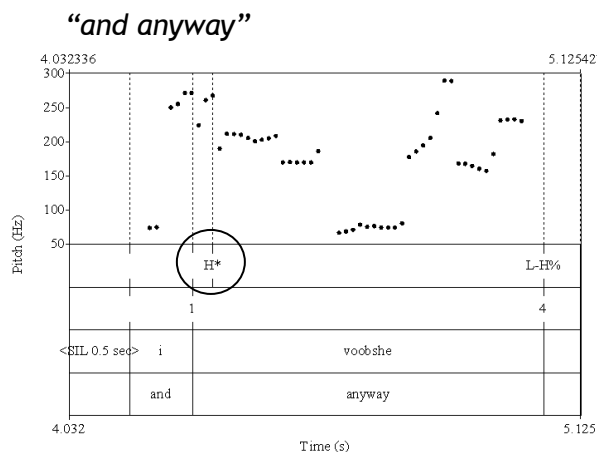 “and anyway”
4.032336 5.12542
300
250
200
150
100
50
Pitch (Hz)
H* L-H%
1 4
<SIL 0.5 sec> i voobshe
and anyway
4.032 5.125
Time (s)